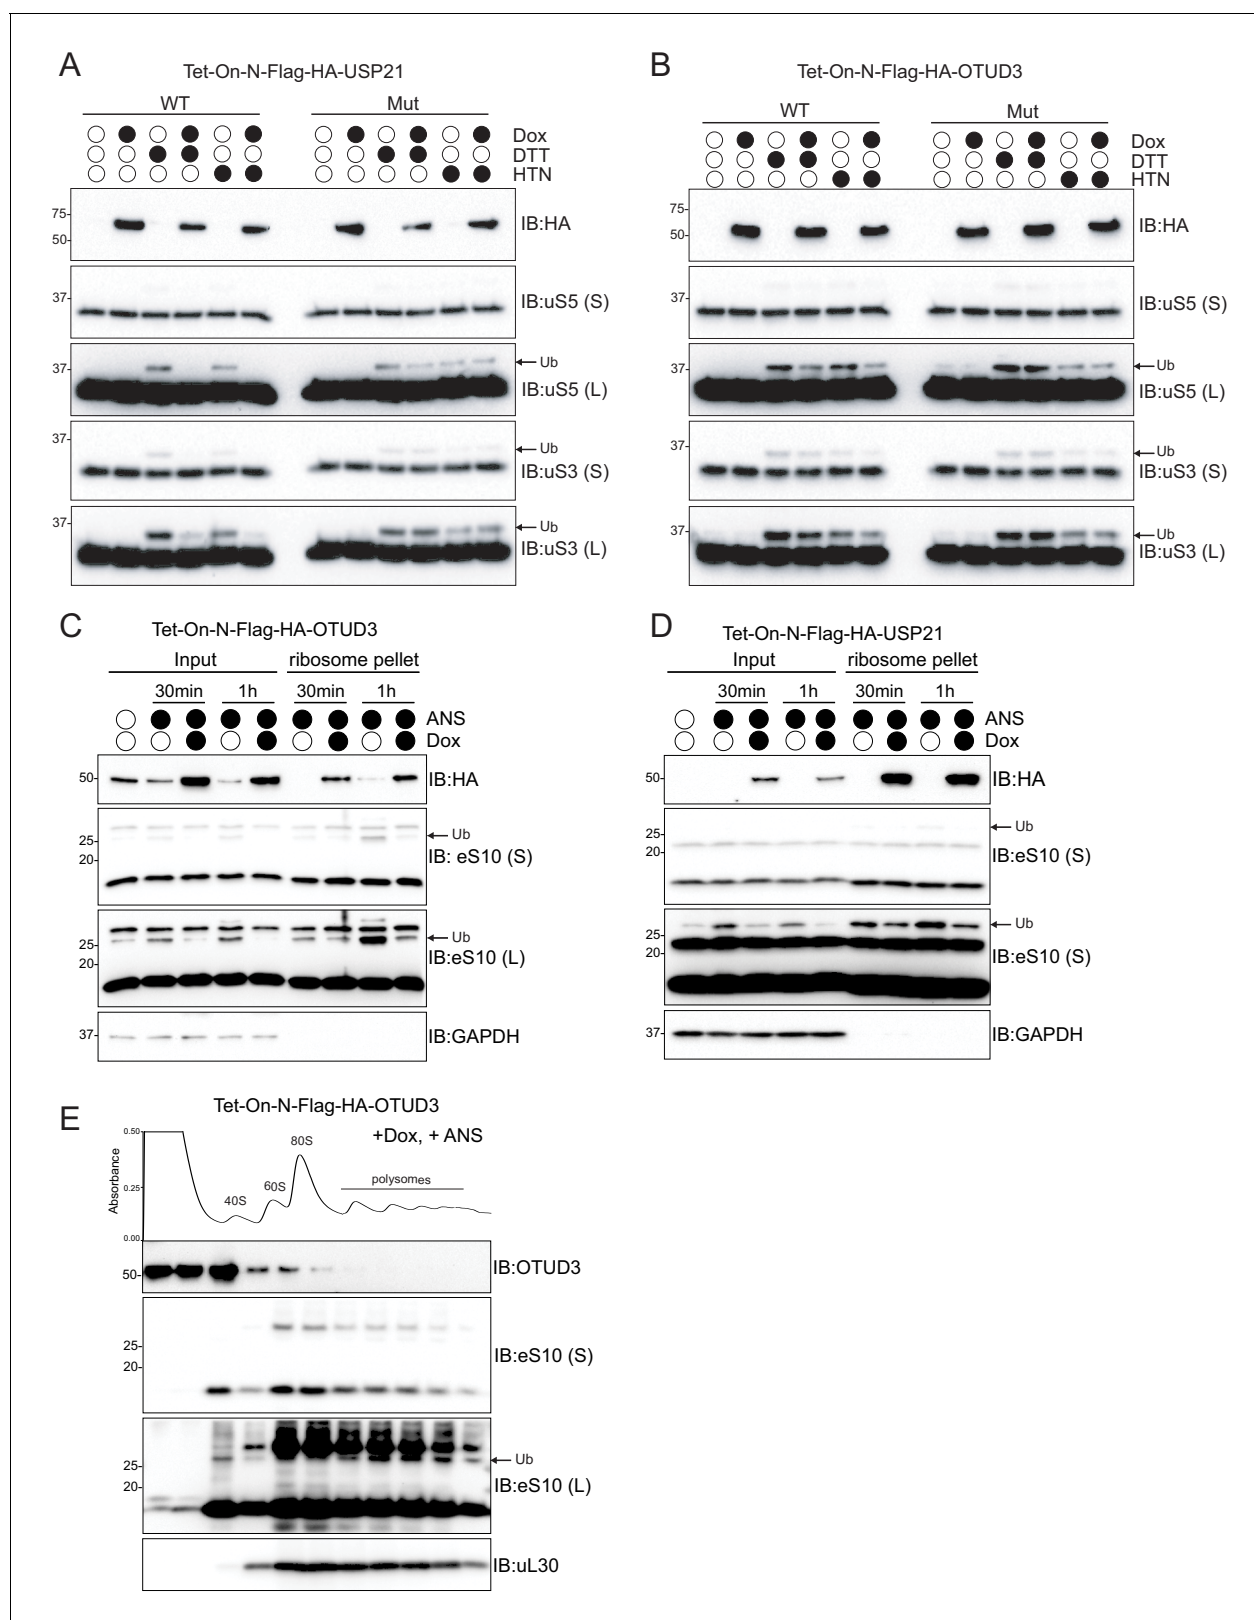 A
Tet-On-N-Flag-HA-USP21
WT
Mut
Dox
DTT
HTN
75-
50-
IB:HA
37-
IB:uS5 (S)
37-
Ub
IB:uS5 (L)
37-
Ub
IB:uS3 (S)
37-
Ub
IB:uS3 (L)
B
Tet-On-N-Flag-HA-OTUD3
WT
Mut
Dox
DTT
HTN
75-
50-
IB:HA
37-
IB:uS5 (S)
37-
Ub
IB:uS5 (L)
37-
Ub
IB:uS3 (S)
37-
Ub
IB:uS3 (L)
C
Tet-On-N-Flag-HA-OTUD3
Input ribosome pellet
30min 1h 30min 1h
ANS
Dox
50-
IB:HA
25-
20-
Ub
IB: eS10 (S)
25-
20-
Ub
IB:eS10 (L)
37-
IB:GAPDH
D
Tet-On-N-Flag-HA-USP21
Input ribosome pellet
30min 1h 30min 1h
ANS
Dox
50-
IB:HA
25-
20-
Ub
IB:eS10 (S)
25-
20-
Ub
IB:eS10 (S)
37-
IB:GAPDH
E
Tet-On-N-Flag-HA-OTUD3
+Dox, + ANS
Absorbance
0.50
0.25
0.00
40S
60S
80S
polysomes
50-
IB:OTUD3
25-
20-
IB:eS10 (S)
25-
20-
Ub
IB:eS10 (L)
IB:uL30